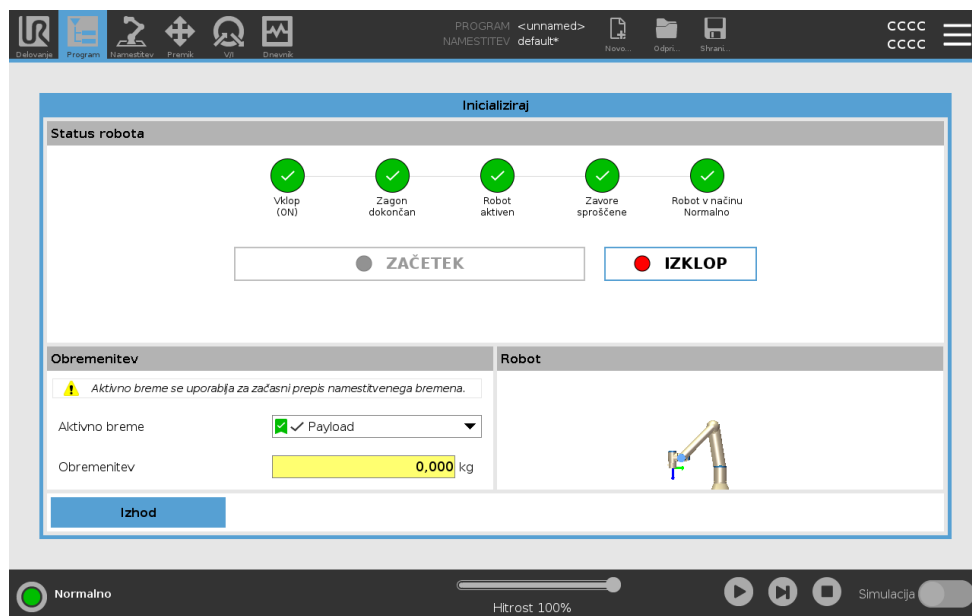 PROGRAM <unnamed>
NAMESTITEV default*
CCCC
CCCC
Delovanje Program Namestitev Premik V/I Dnevnik Novo... Odpri... Shrani...
Inicializiraj
Status robota
Vklop
(ON)
Zagon
dokončan
Robot
aktiven
Zavore
sproščene
Robot v načinu
Normalno
ZAČETEK
IZKLOP
Obremenitev
Robot
Aktivno breme se uporablja za začasni prepis namestitvenega bremena.
Aktivno breme
Payload
Obremenitev
0,000 kg
Izhod
Normalno
Hitrost 100%
Simulacija